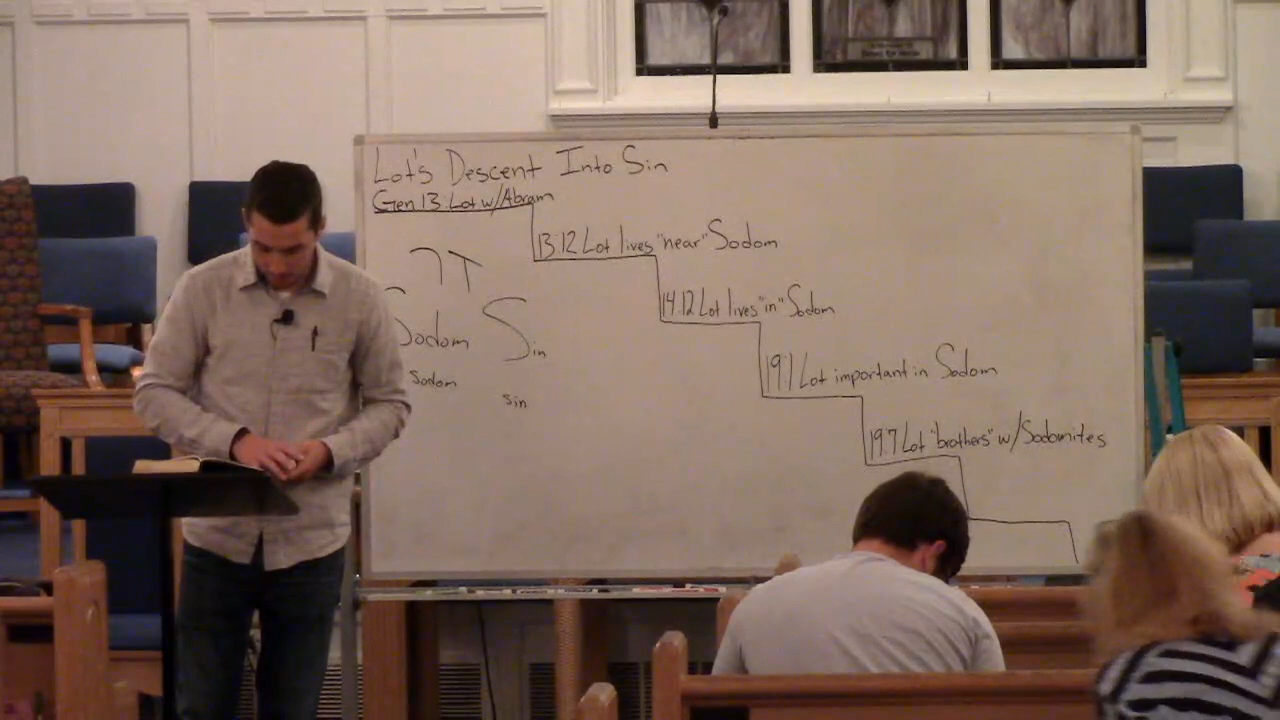 Lot's Descent Into Sin
Gen 13 Lot w/Abram
13:12 Lot lives "near" Sodom
14:12 Lot lives "in" Sodom
19:1 Lot important in Sodom
19:7 Lot "brothers" w/Sodomites
Sodom Sin
Sodom
sin